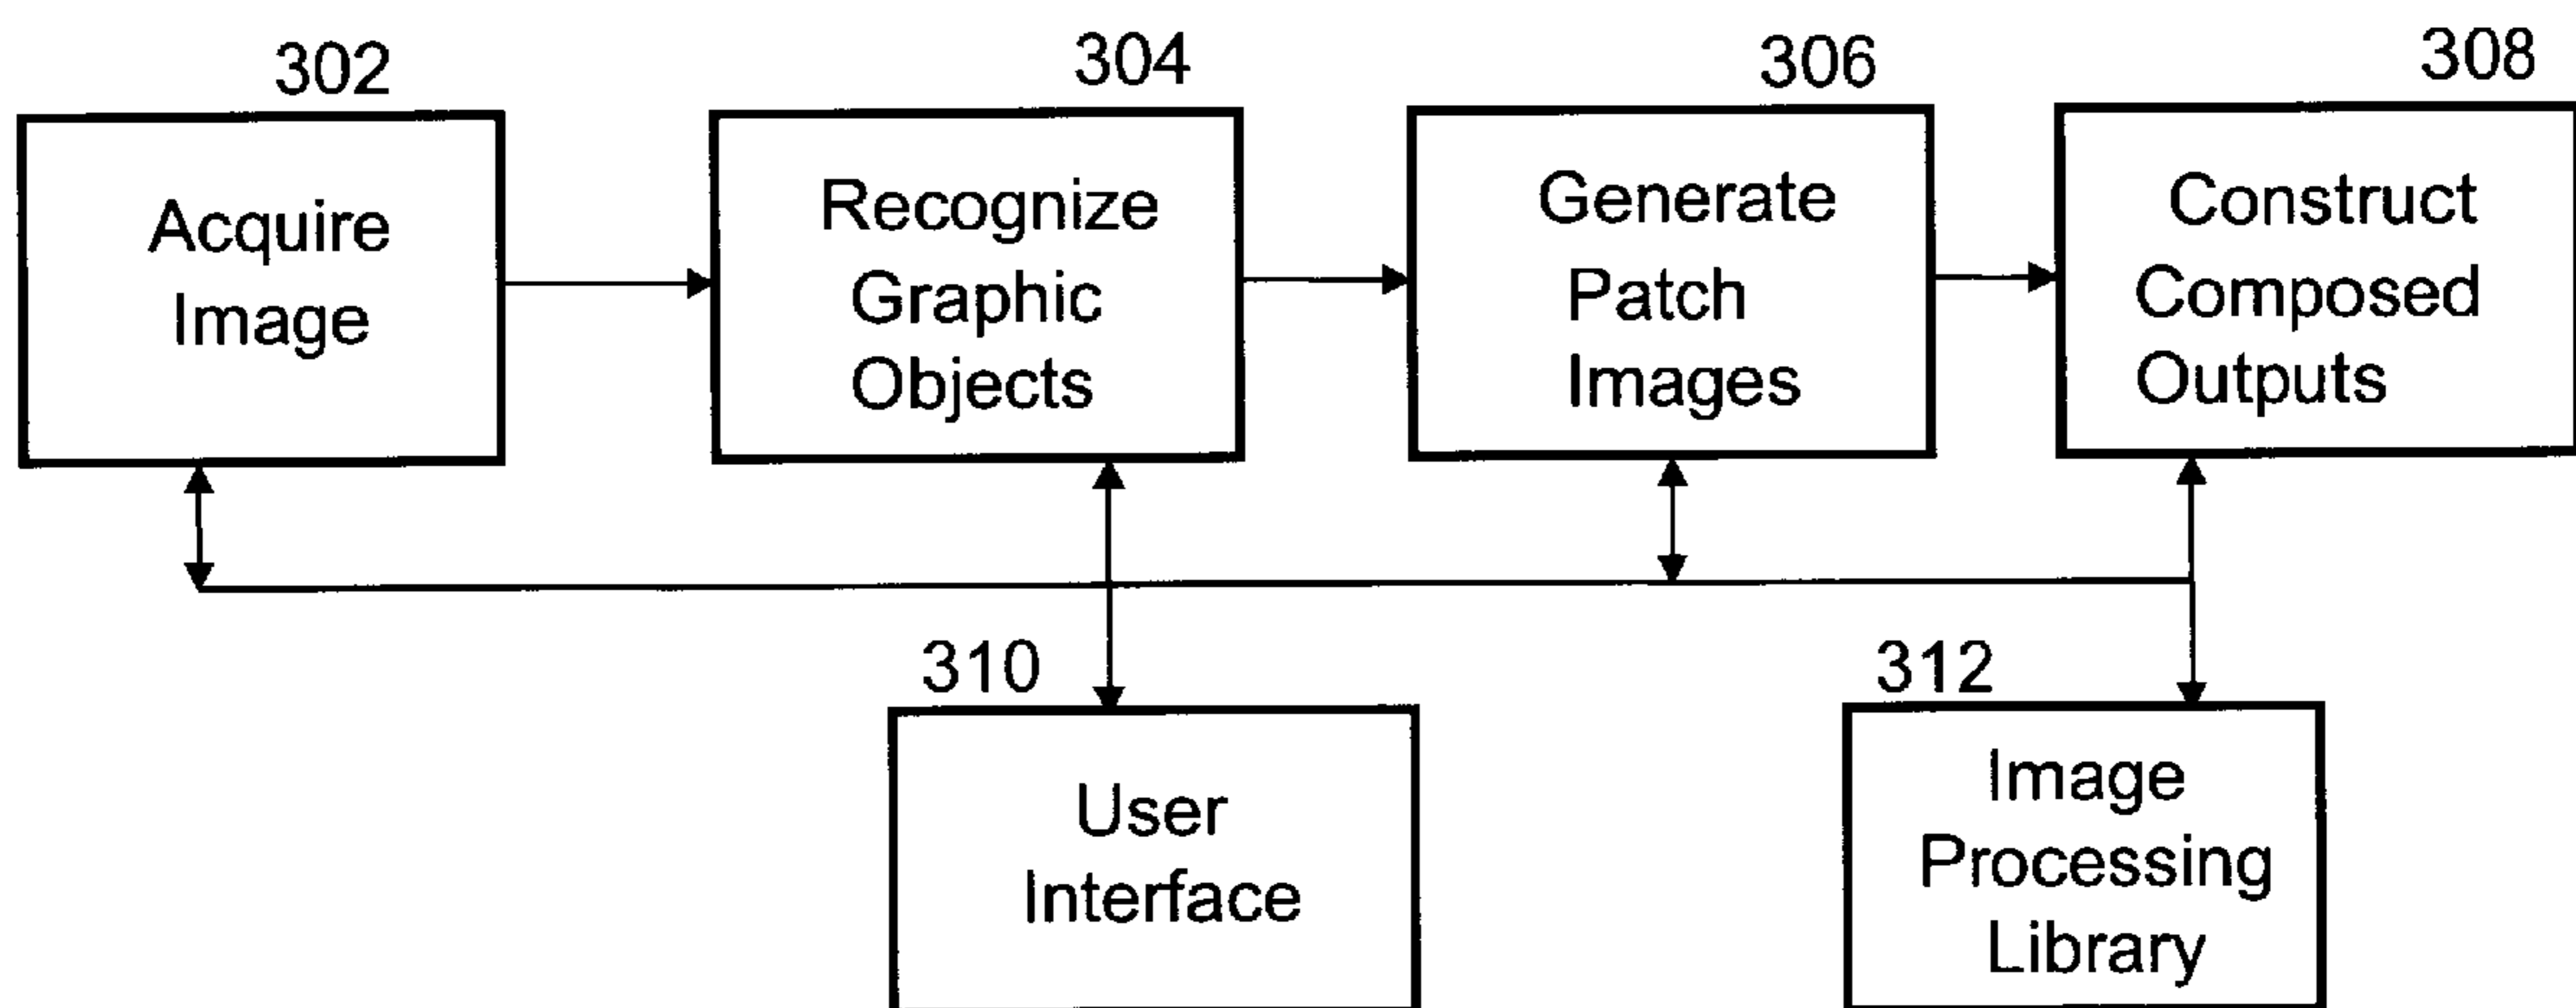 302
Acquire
Image
304
Recognize
Graphic
Objects
306
Generate
Patch
Images
308
Construct
Composed
Outputs
310
User
Interface
312
Image
Processing
Library